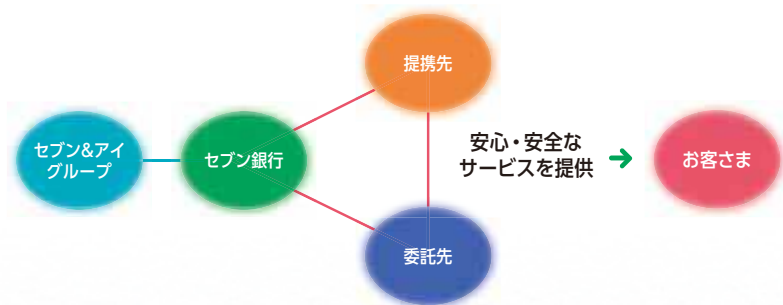 提携先
セブン&アイ
グループ
セブン銀行
安心・安全な
サービスを提供
お客さま
委託先